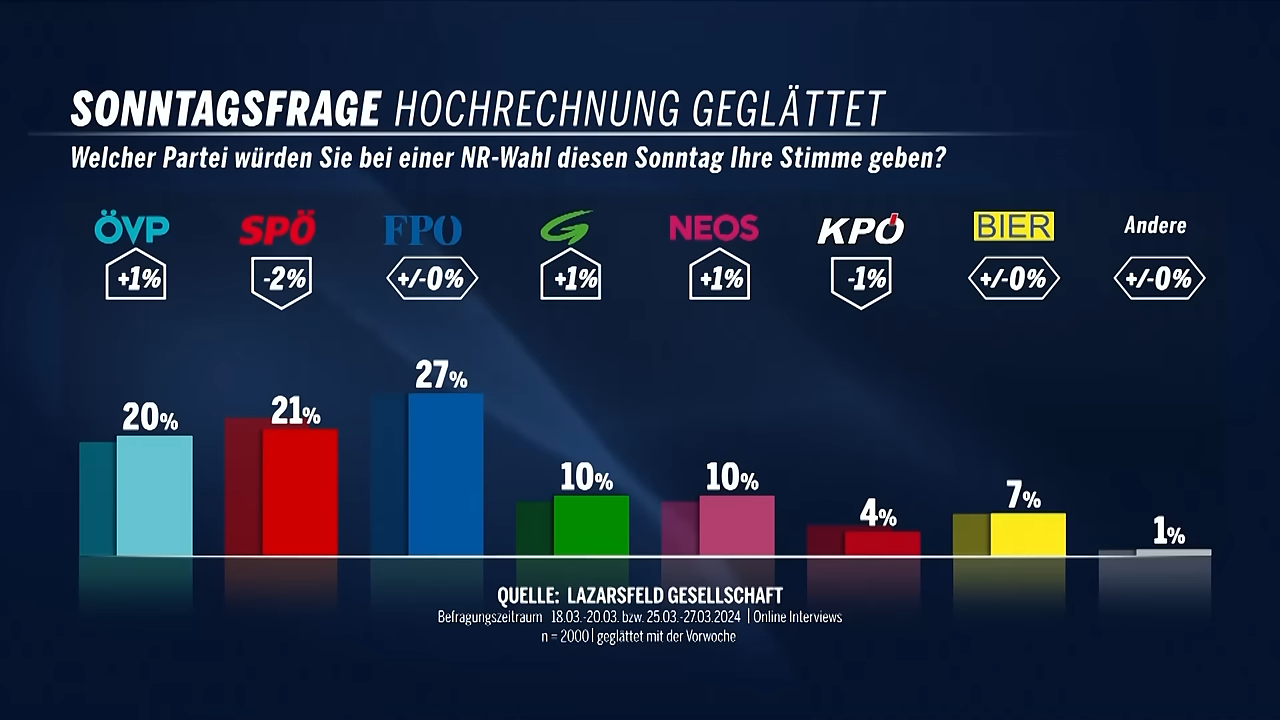 SONNTAGSFRAGE HOCHRECHNUNG GEGLÄTTET
Welcher Partei würden Sie bei einer NR-Wahl diesen Sonntag Ihre Stimme geben?
ÖVP SPÖ FPÖ G NEOS KPÖ BIER Andere
+1% -2% +/-0% +1% +1% -1% +/-0% +/-0%
20% 21% 27% 10% 10% 4% 7% 1%
QUELLE: LAZARSFELD GESELLSCHAFT
Befragungszeitraum 18.03.-20.03. bzw. 25.03.-27.03.2024 | Online Interviews
n = 2000 | geglättet mit der Vorwoche